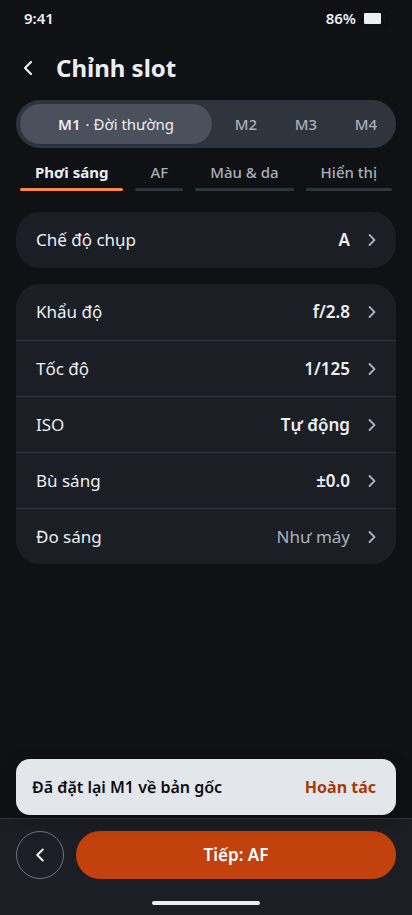 9:41
86%
Chỉnh slot
M1 · Đời thường
M2
M3
M4
Phơi sáng
AF
Màu & da
Hiển thị
Chế độ chụp
A
Khẩu độ
f/2.8
Tốc độ
1/125
ISO
Tự động
Bù sáng
±0.0
Đo sáng
Như máy
Đã đặt lại M1 về bản gốc
Hoàn tác
Tiếp: AF